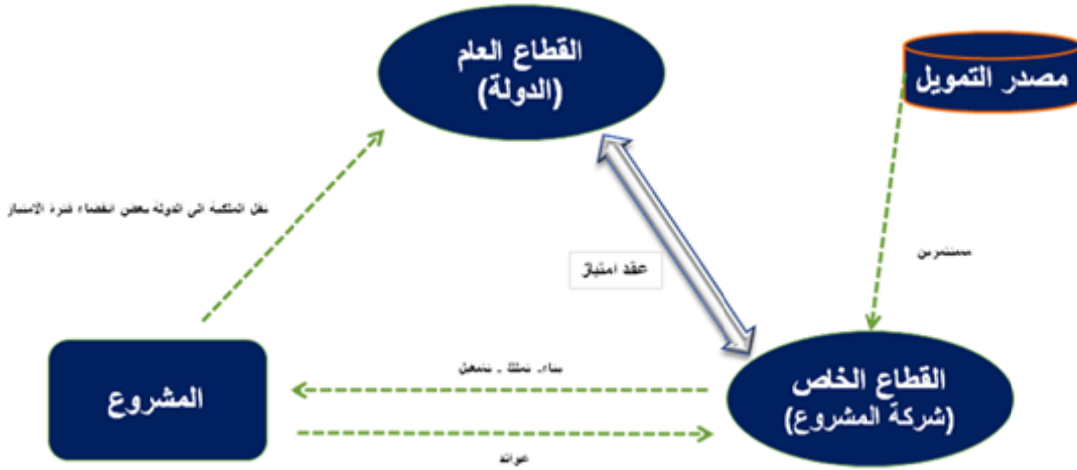 القطاع العام
(الدولة)
مصدر التمويل
نقل الملكية الى الدولة بعض انقضاء فترة الامتياز
مستثمرين
عقد امتياز
بناء- تملك - تشغيل
القطاع الخاص
(شركة المشروع)
المشروع
عوائد